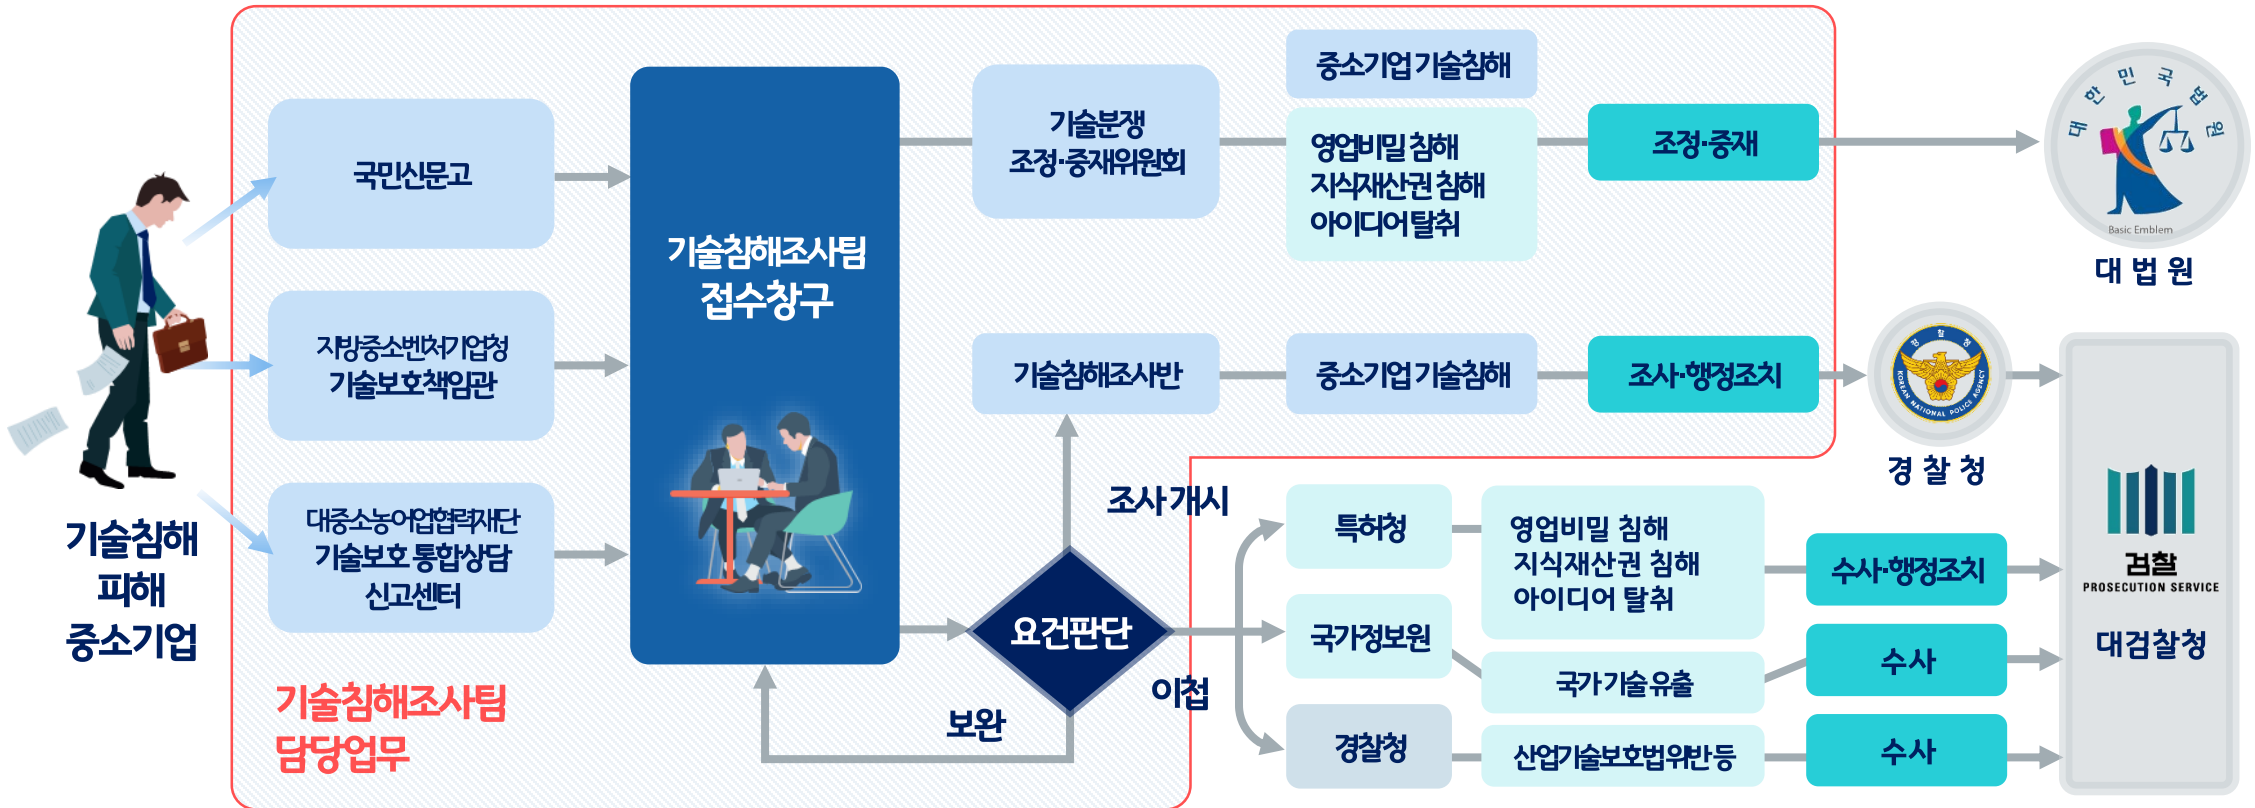 기술침해
피해
중소기업
국민신문고
지방중소벤처기업청
기술보호책임관
대중소농어업협력재단
기술보호 통합상담
신고센터
기술침해조사팀
담당업무
기술침해조사팀
접수창구
기술분쟁
조정·중재위원회
중소기업 기술침해
영업비밀 침해
지식재산권 침해
아이디어 탈취
조정·중재
대한민국법원
Basic Emblem
대 법 원
기술침해조사반
중소기업 기술침해
조사·행정조치
경찰청
KOREAN NATIONAL POLICE AGENCY
경 찰 청
조사 개시
요건판단
보완
이첩
특허청
영업비밀 침해
지식재산권 침해
아이디어 탈취
수사·행정조치
국가정보원
국가 기술 유출
수사
경찰청
산업기술보호법위반 등
수사
검찰
PROSECUTION SERVICE
대검찰청